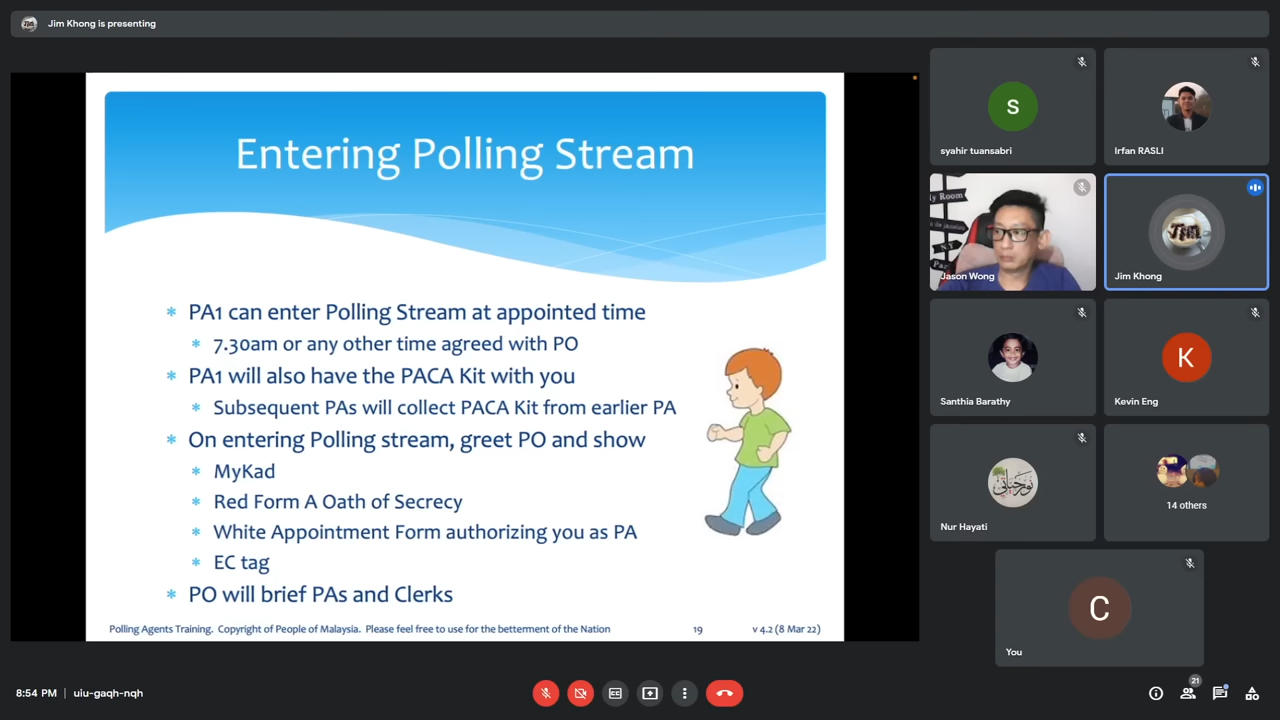 Jim Khong is presenting
Entering Polling Stream
PA1 can enter Polling Stream at appointed time
7.30am or any other time agreed with PO
PA1 will also have the PACA Kit with you
Subsequent PAs will collect PACA Kit from earlier PA
On entering Polling stream, greet PO and show
MyKad
Red Form A Oath of Secrecy
White Appointment Form authorizing you as PA
EC tag
PO will brief PAs and Clerks
Polling Agents Training. Copyright of People of Malaysia. Please feel free to use for the betterment of the Nation 19 v 4.2 (8 Mar 22)
S
syahir tuansabri
Irfan RASLI
Room
NY
Jason Wong
Jim
Jim Khong
Santhia Barathy
K
Kevin Eng
Nur Hayati
14 others
C
You
8:54 PM | uiu-gaqh-nqh
21